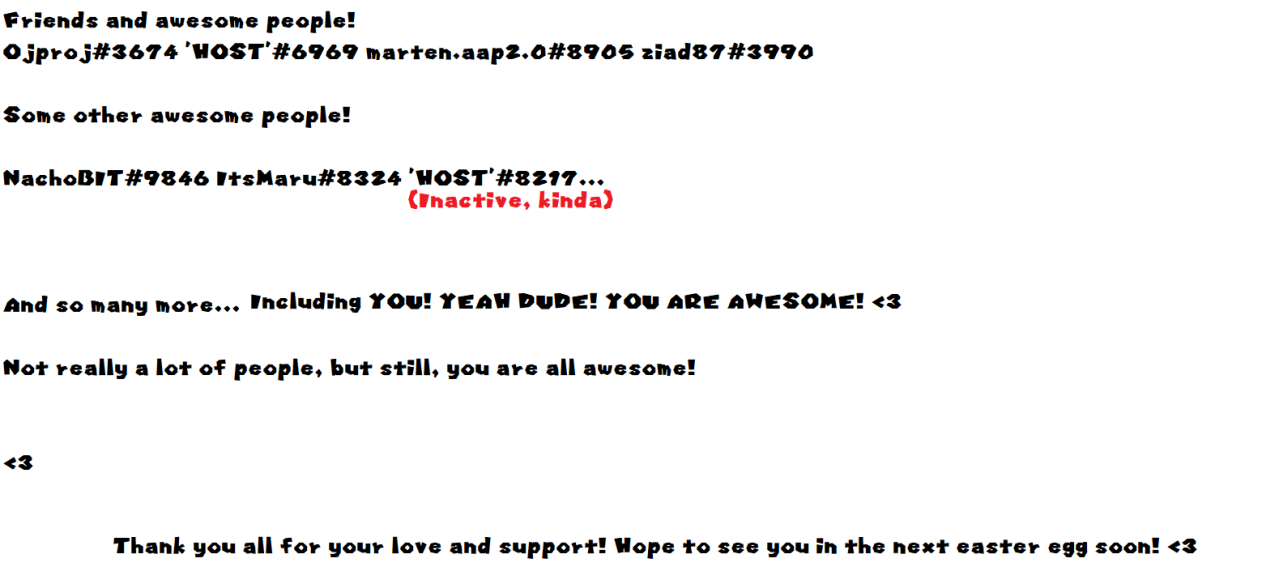 Friends and awesome people!
Ojproj#3674 'HOST'#6969 marten.aap2.0#8905 ziad87#3990
Some other awesome people!
NachoBIT#9846 ItsMaru#8324 'HOST'#8217...
(Inactive, kinda)
And so many more... Including YOU! YEAH DUDE! YOU ARE AWESOME! <3
Not really a lot of people, but still, you are all awesome!
<3
Thank you all for your love and support! Hope to see you in the next easter egg soon! <3